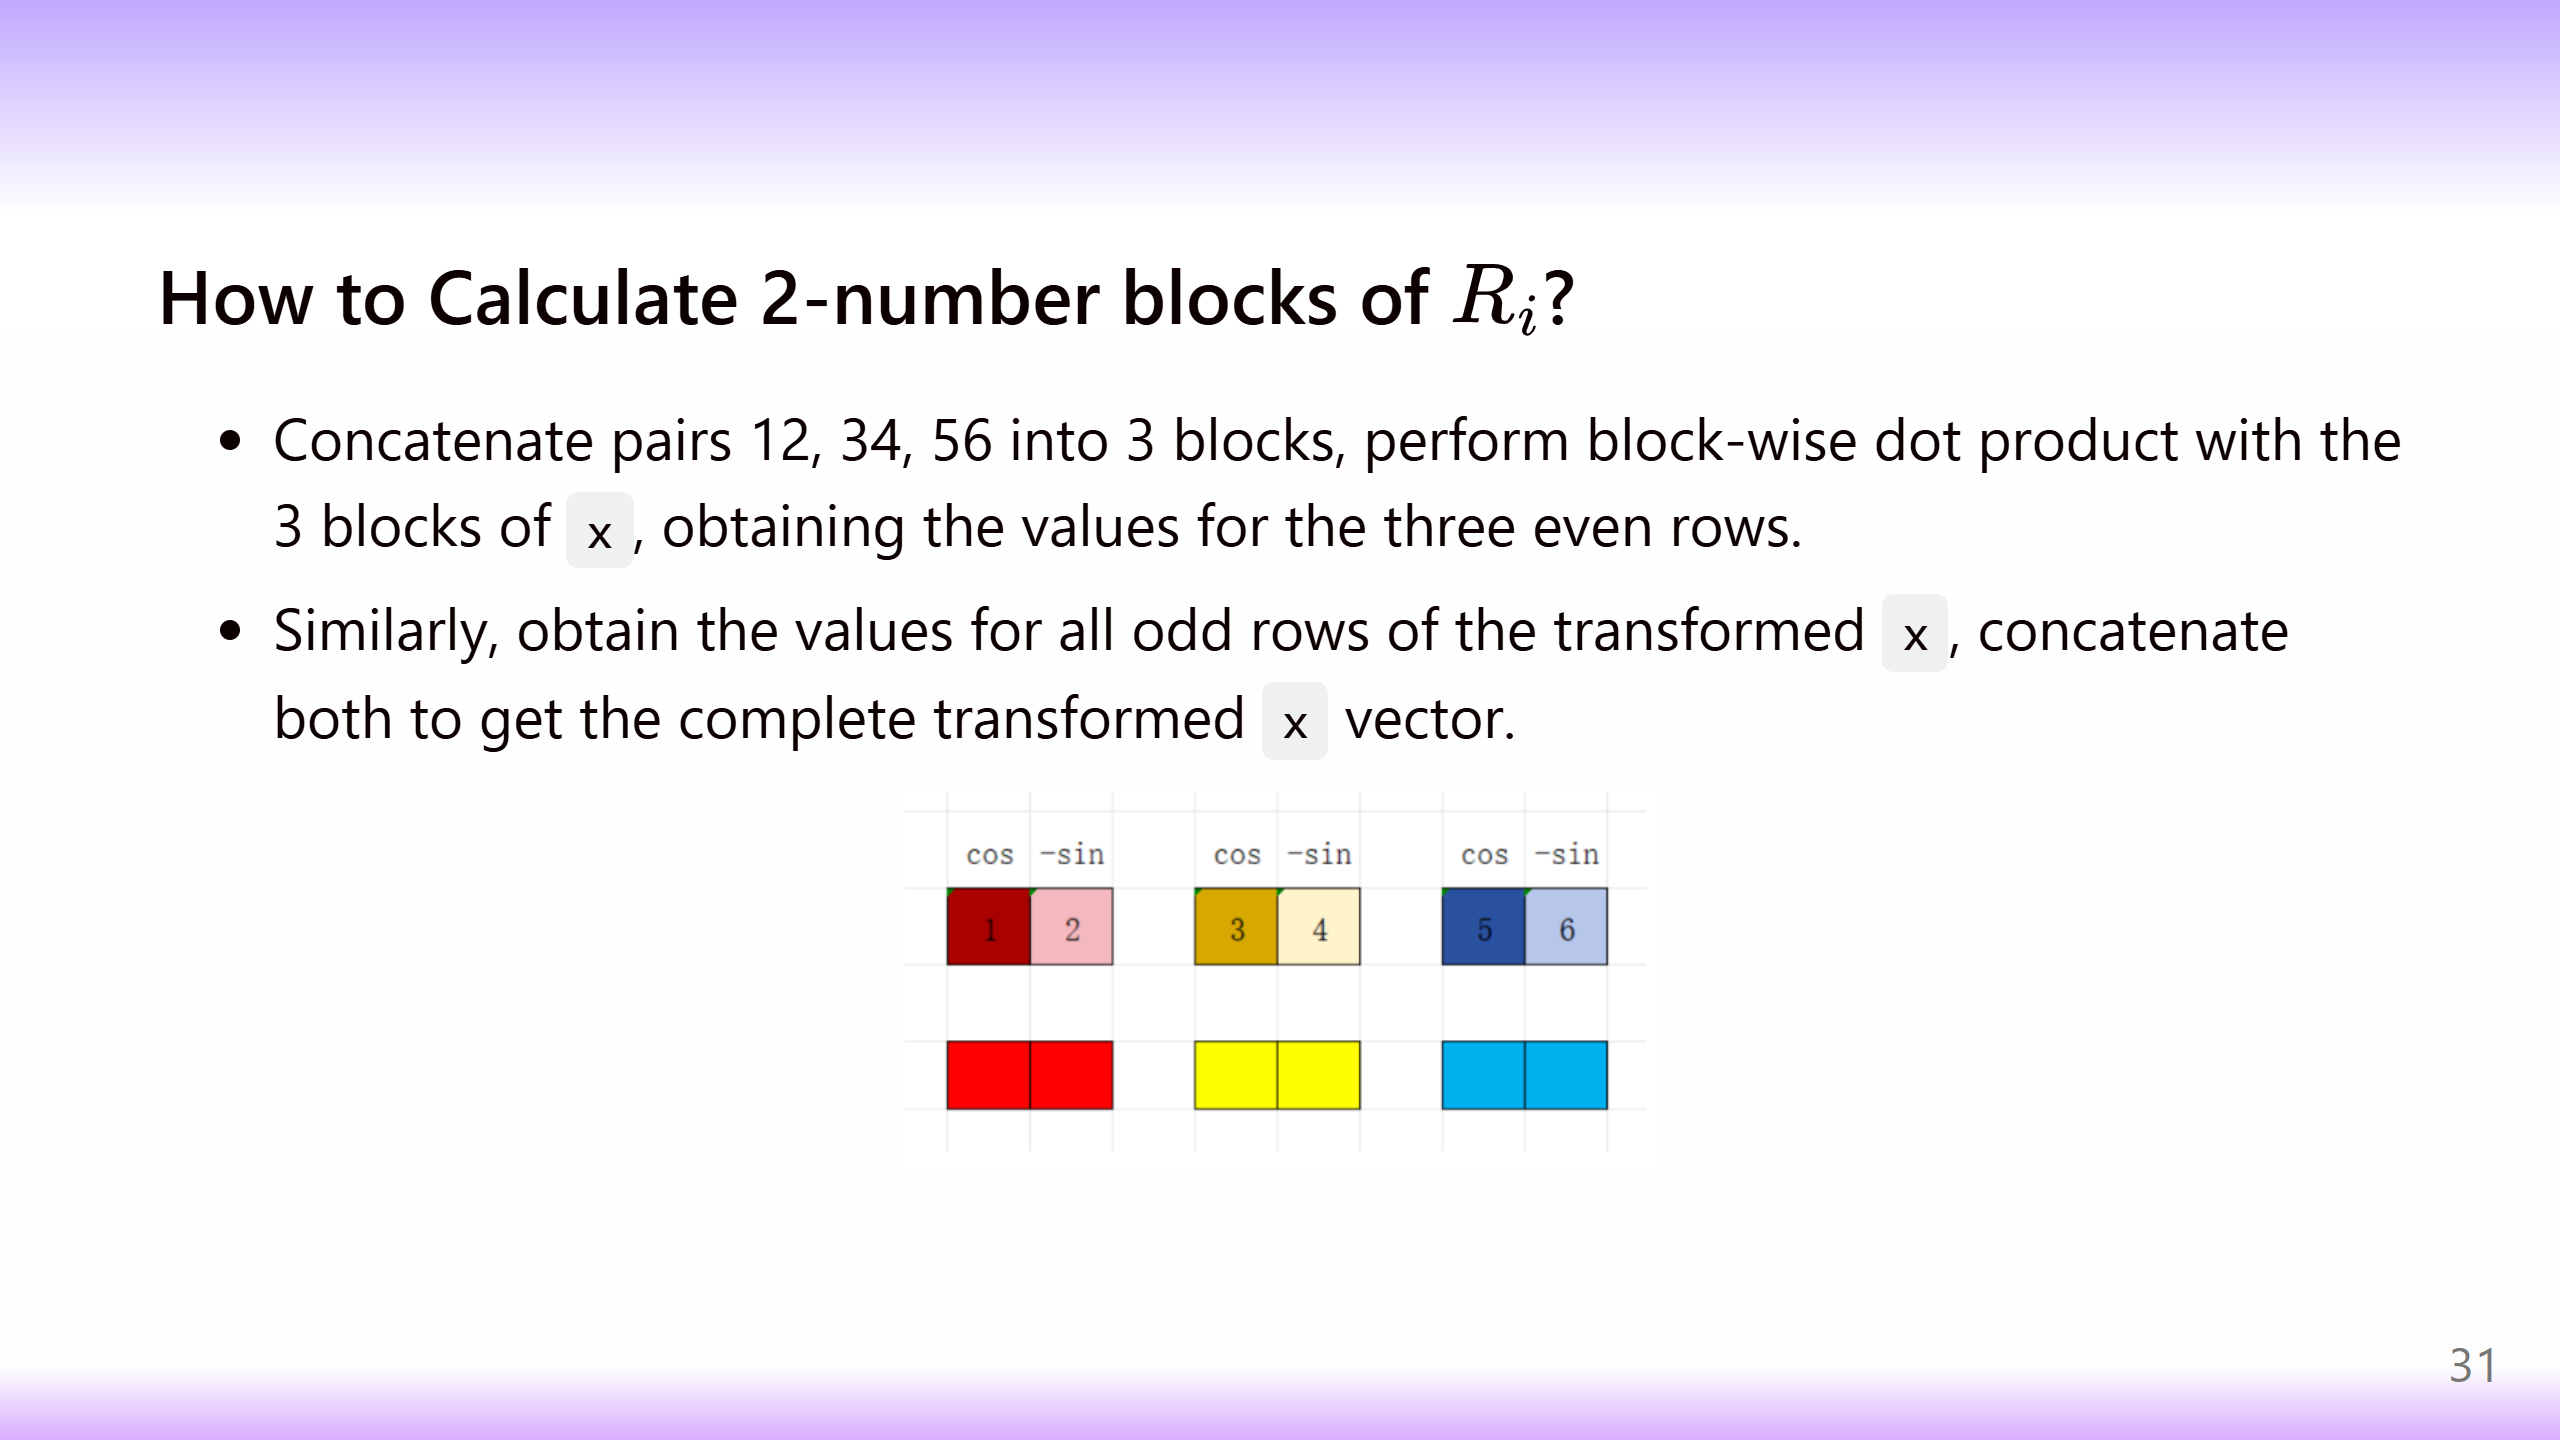 How to Calculate 2-number blocks of R_i?
• Concatenate pairs 12, 34, 56 into 3 blocks, perform block-wise dot product with the
3 blocks of x, obtaining the values for the three even rows.
• Similarly, obtain the values for all odd rows of the transformed x, concatenate
both to get the complete transformed x vector.
cos -sin cos -sin cos -sin
1 2 3 4 5 6
31